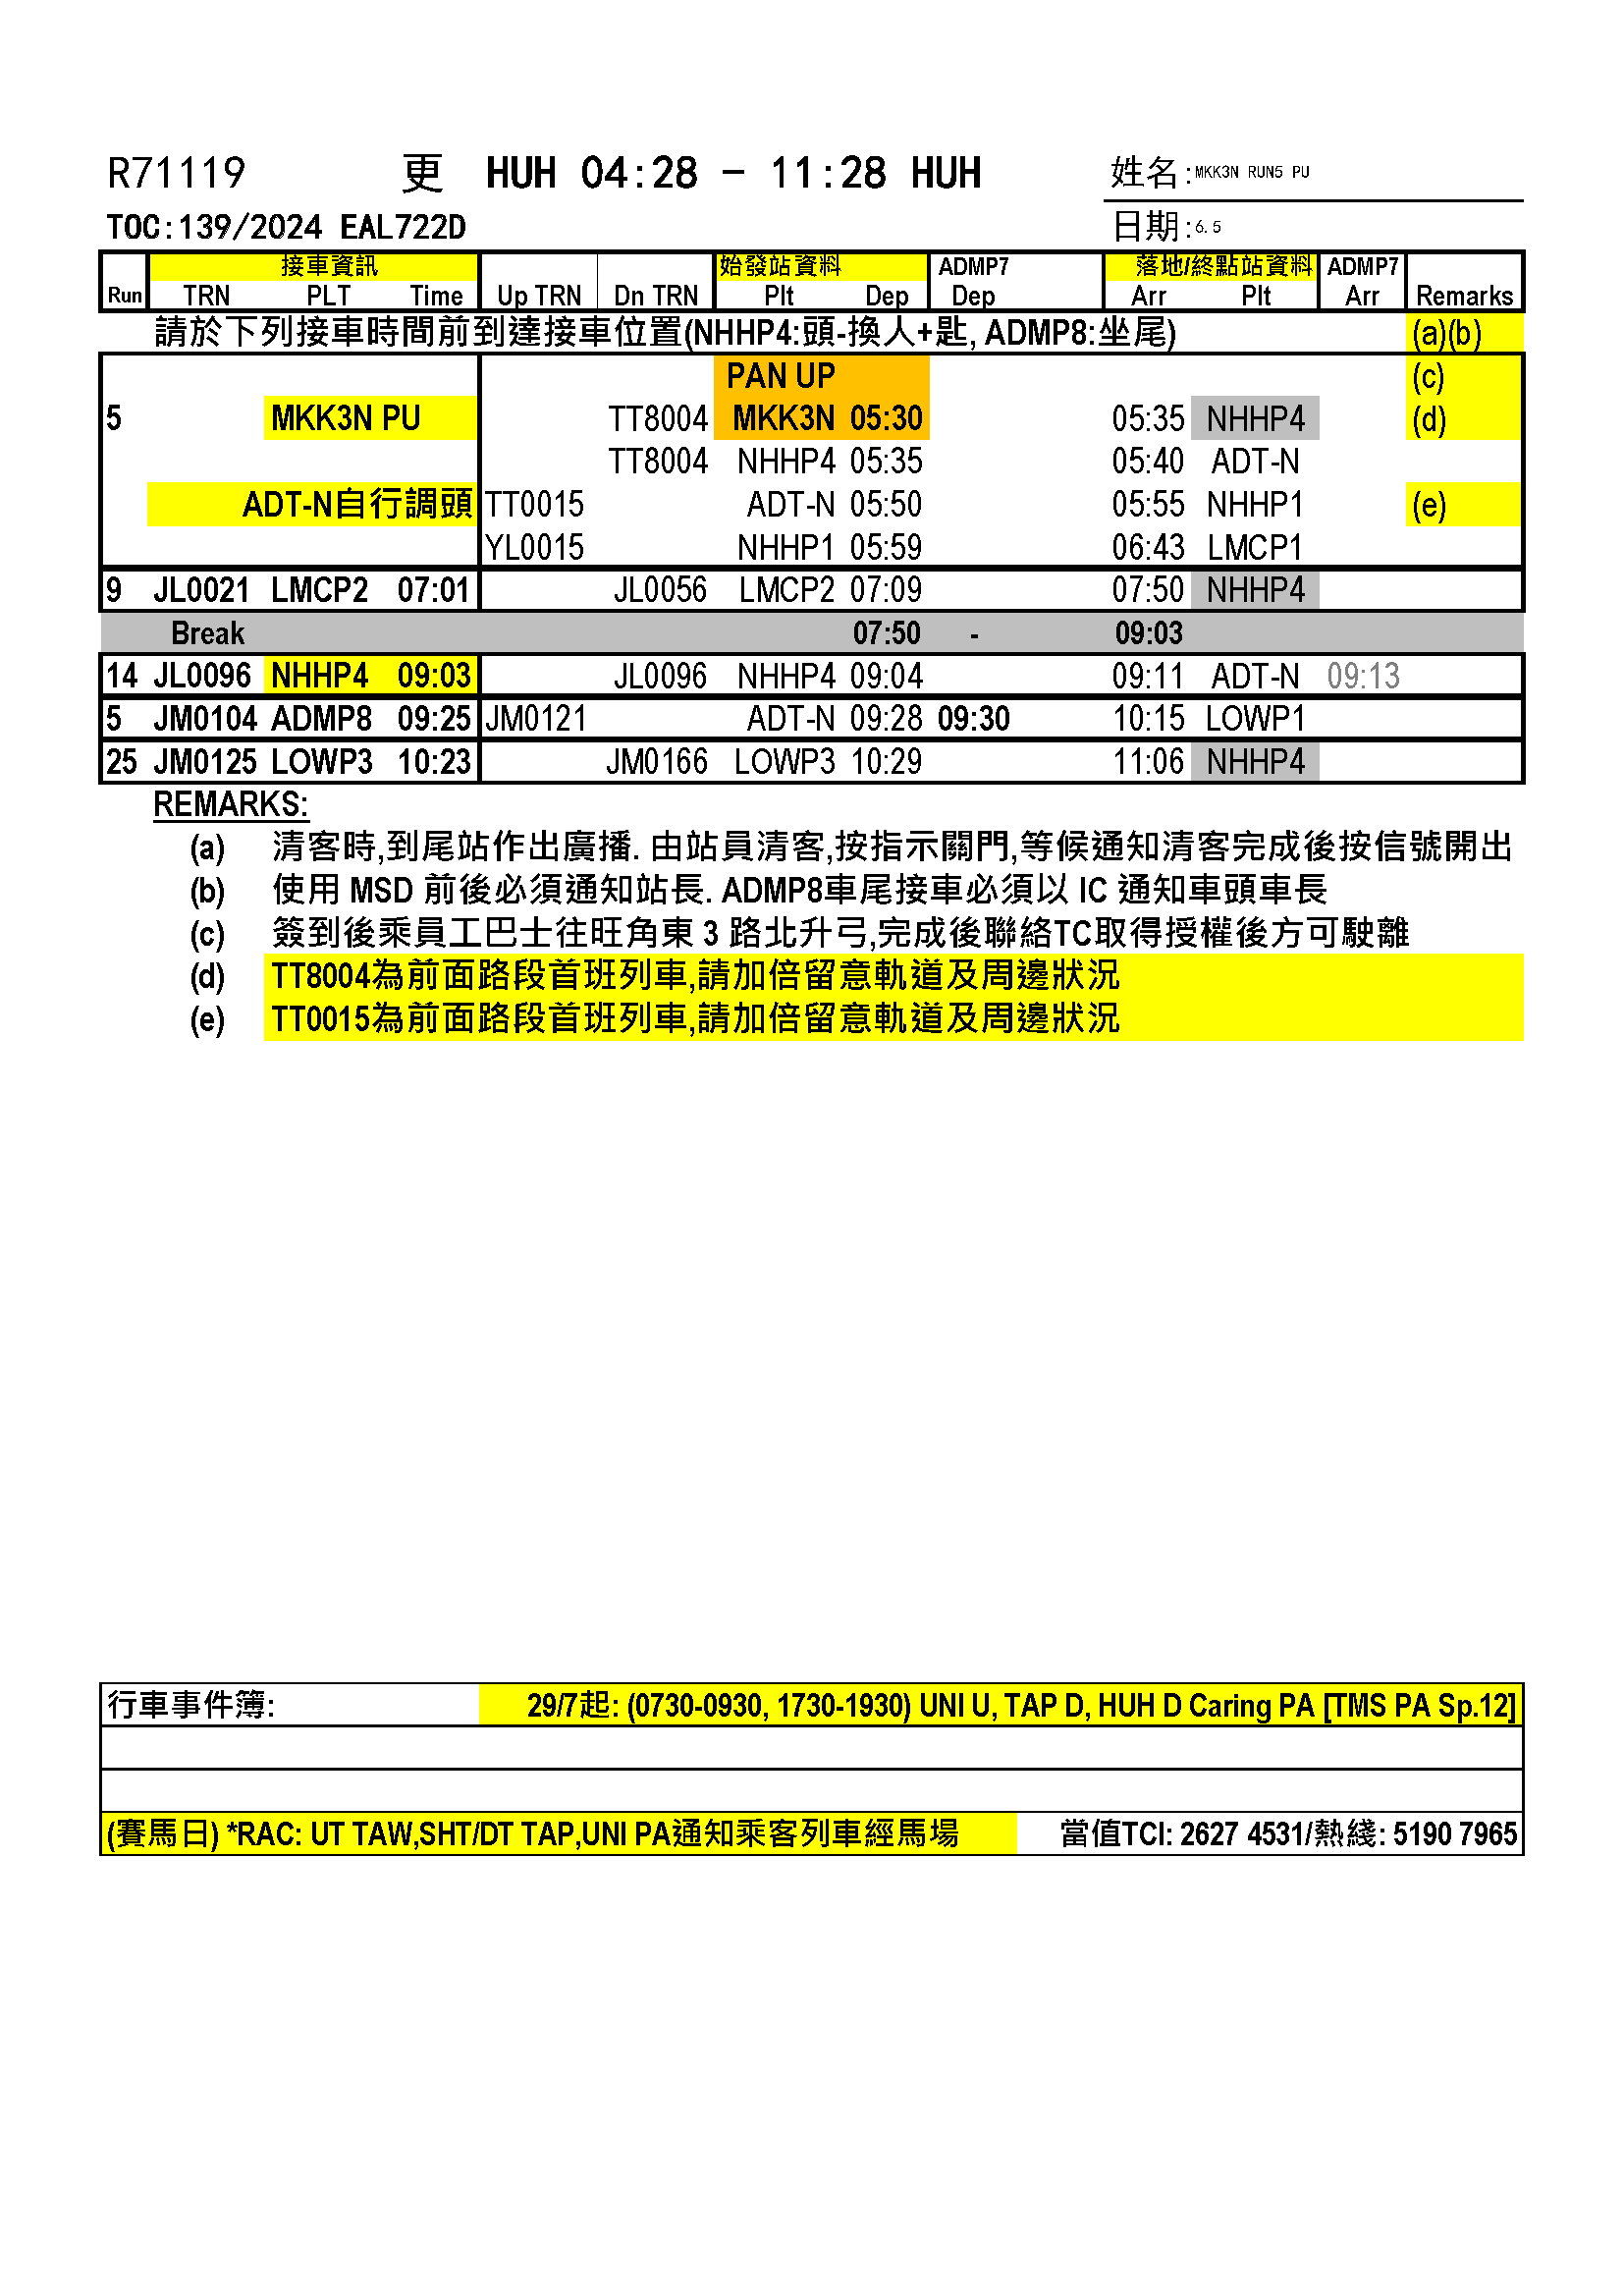 R71119 更 HUH 04:28 - 11:28 HUH 姓名:MKK3N RUN5 PU
TOC:139/2024 EAL722D 日期:6.5
接車資訊 始發站資料 ADMP7 落地/終點站資料 ADMP7
Run TRN PLT Time Up TRN Dn TRN Plt Dep Dep Arr Plt Arr Remarks
請於下列接車時間前到達接車位置(NHHP4:頭-換人+匙, ADMP8:坐尾) (a)(b)
PAN UP (c)
5 MKK3N PU TT8004 MKK3N 05:30 05:35 NHHP4 (d)
TT8004 NHHP4 05:35 05:40 ADT-N
ADT-N自行調頭 TT0015 ADT-N 05:50 05:55 NHHP1 (e)
YL0015 NHHP1 05:59 06:43 LMCP1
9 JL0021 LMCP2 07:01 JL0056 LMCP2 07:09 07:50 NHHP4
Break 07:50 - 09:03
14 JL0096 NHHP4 09:03 JL0096 NHHP4 09:04 09:11 ADT-N 09:13
5 JM0104 ADMP8 09:25 JM0121 ADT-N 09:28 09:30 10:15 LOWP1
25 JM0125 LOWP3 10:23 JM0166 LOWP3 10:29 11:06 NHHP4
REMARKS:
(a) 清客時,到尾站作出廣播. 由站員清客,按指示關門,等候通知清客完成後按信號開出
(b) 使用 MSD 前後必須通知站長. ADMP8車尾接車必須以 IC 通知車頭車長
(c) 簽到後乘員工巴士往旺角東 3 路北升弓,完成後聯絡TC取得授權後方可駛離
(d) TT8004為前面路段首班列車,請加倍留意軌道及周邊狀況
(e) TT0015為前面路段首班列車,請加倍留意軌道及周邊狀況
行車事件簿: 29/7起: (0730-0930, 1730-1930) UNI U, TAP D, HUH D Caring PA [TMS PA Sp.12]
(賽馬日) *RAC: UT TAW,SHT/DT TAP,UNI PA通知乘客列車經馬場 當值TCI: 2627 4531/熱綫: 5190 7965